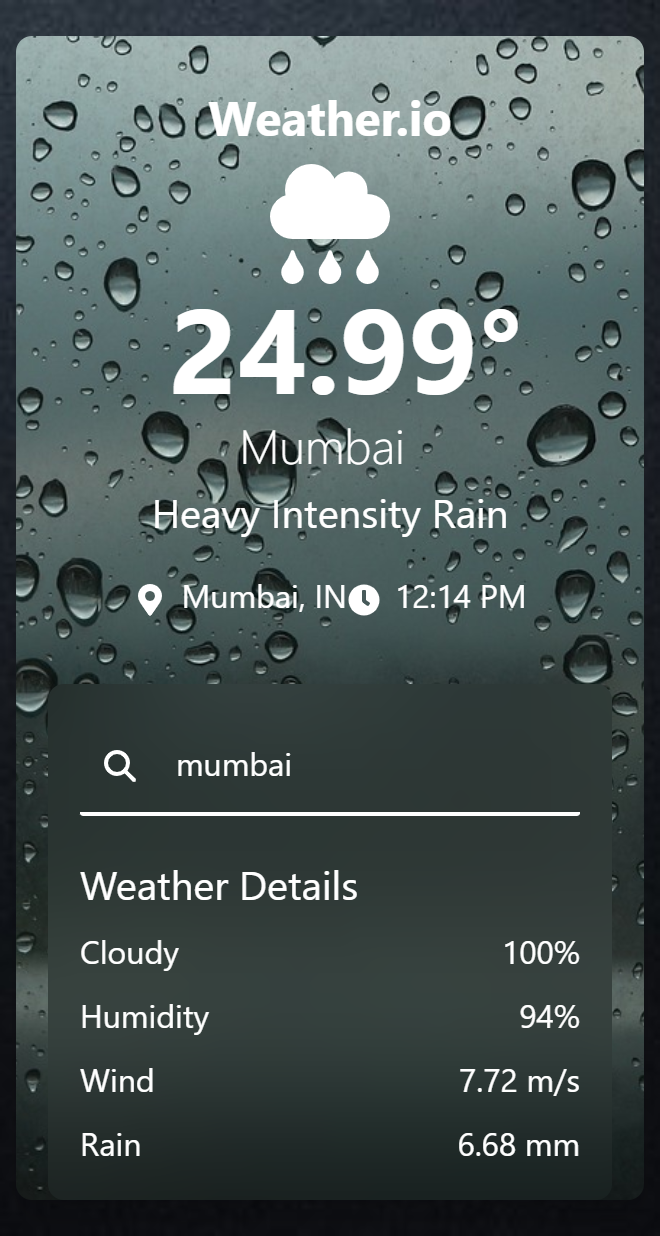 Weather.io
24.99°
Mumbai
Heavy Intensity Rain
Mumbai, IN 12:14 PM
mumbai
Weather Details
Cloudy 100%
Humidity 94%
Wind 7.72 m/s
Rain 6.68 mm